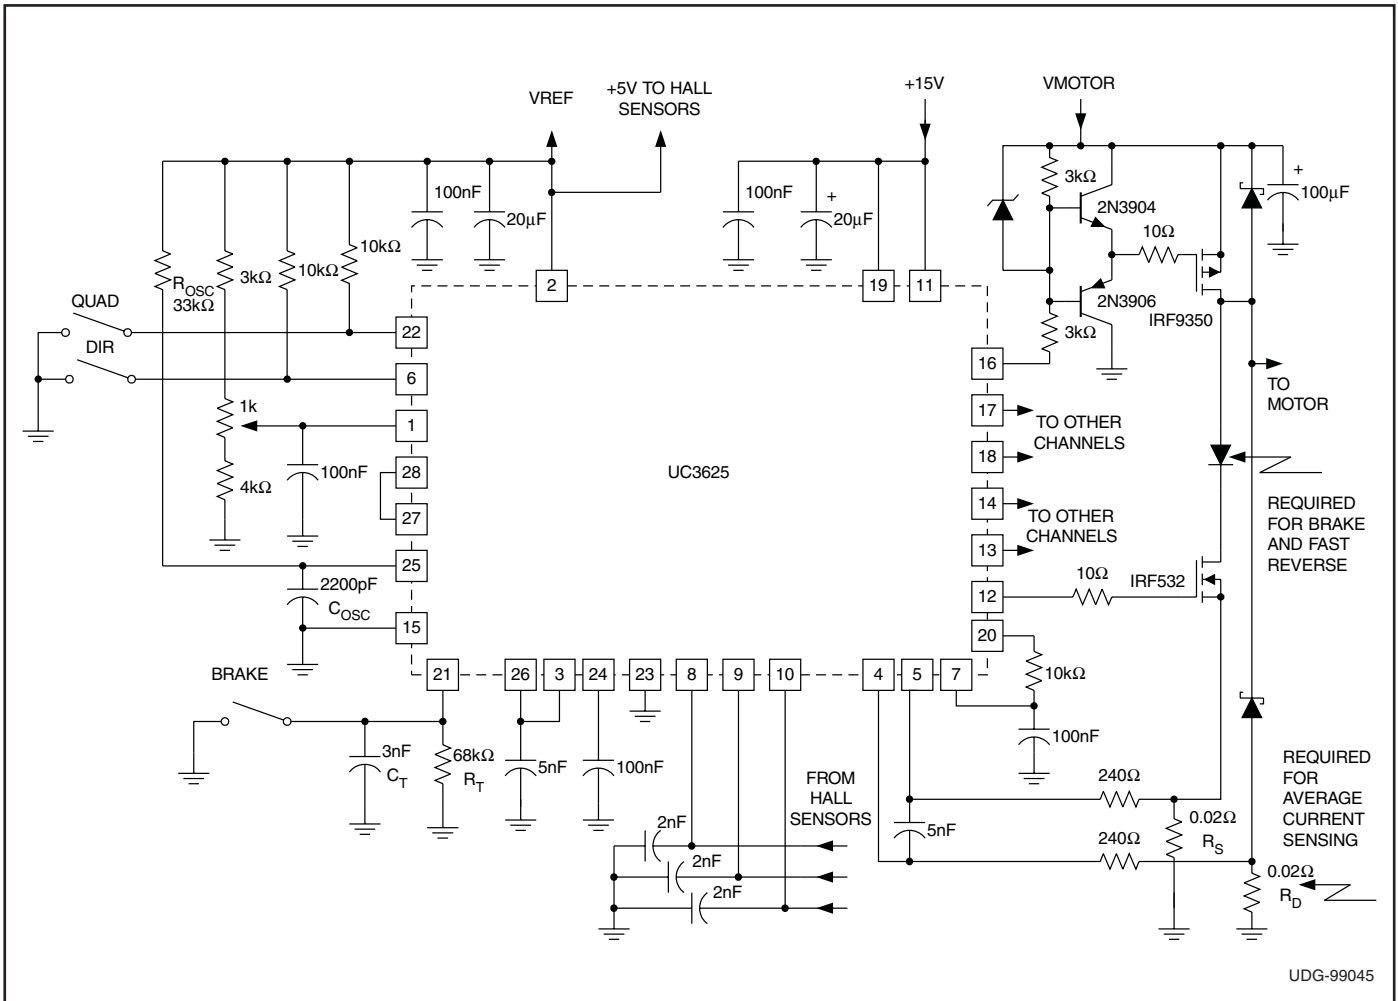 VREF
+5V TO HALL
SENSORS
+15V
VMOTOR
100nF
20µF
100nF
+
20µF
3kΩ
2N3904
10Ω
+
100µF
ROSC
33kΩ
3kΩ
10kΩ
10kΩ
2
19
11
2N3906
IRF9350
3kΩ
QUAD
22
DIR
6
16
TO
MOTOR
1k
1
17
TO OTHER
CHANNELS
18
4kΩ
100nF
28
UC3625
27
14
TO OTHER
CHANNELS
13
REQUIRED
FOR BRAKE
AND FAST
REVERSE
25
2200pF
COSC
15
12
10Ω
IRF532
20
10kΩ
BRAKE
21
26
3
24
23
8
9
10
4
5
7
100nF
3nF
CT
68kΩ
RT
5nF
100nF
FROM
HALL
SENSORS
2nF
2nF
2nF
240Ω
5nF
240Ω
0.02Ω
RS
REQUIRED
FOR
AVERAGE
CURRENT
SENSING
0.02Ω
RD
UDG-99045